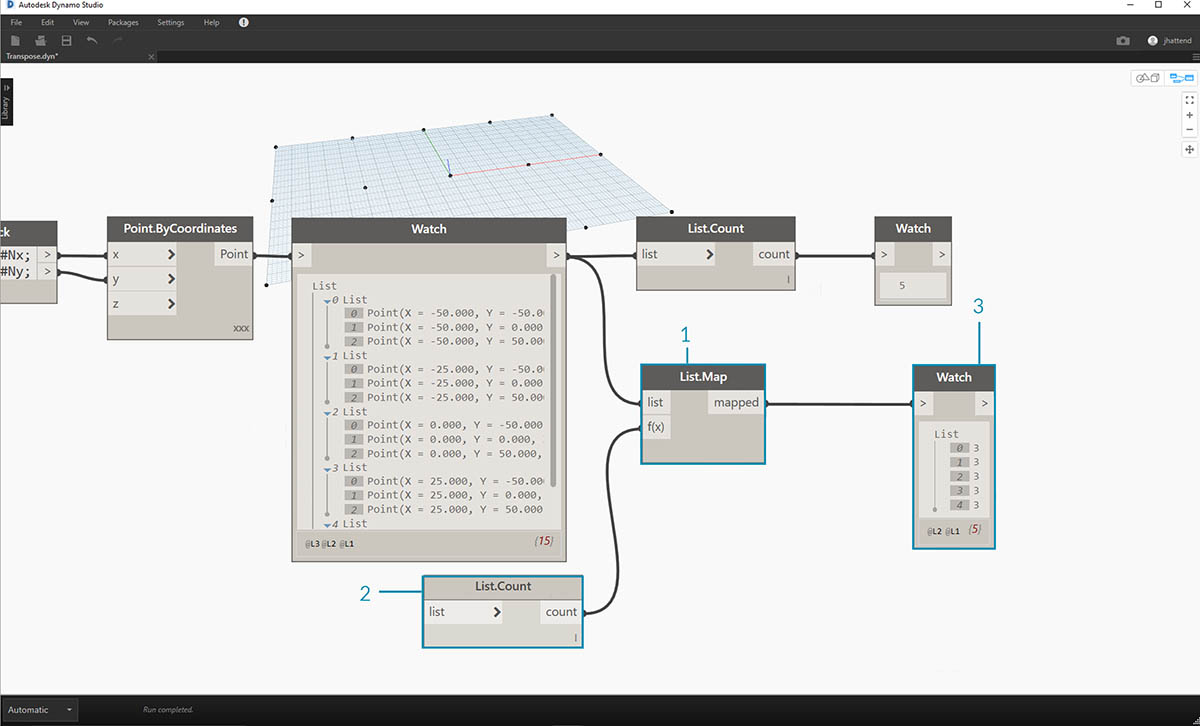 Autodesk Dynamo Studio
File Edit View Packages Settings Help !
jhattend
Transpose.dyn*
Library
ck
#Nx; >
#Ny; >
Point.ByCoordinates
x Point
y
z
xxx
Watch
> >
List
0 List
0 Point(X = -50.000, Y = -50.0
1 Point(X = -50.000, Y = 0.000
2 Point(X = -50.000, Y = 50.00
1 List
0 Point(X = -25.000, Y = -50.0
1 Point(X = -25.000, Y = 0.000
2 Point(X = -25.000, Y = 50.00
2 List
0 Point(X = 0.000, Y = -50.000
1 Point(X = 0.000, Y = 0.000,
2 Point(X = 0.000, Y = 50.000,
3 List
0 Point(X = 25.000, Y = -50.00
1 Point(X = 25.000, Y = 0.000,
2 Point(X = 25.000, Y = 50.000
4 List
@L3 @L2 @L1 {15}
List.Count
list count
l
Watch
> >
5
1
List.Map
list mapped
f(x)
3
Watch
> >
List
0 3
1 3
2 3
3 3
4 3
@L2 @L1 {5}
2
List.Count
list count
l
Automatic Run completed.